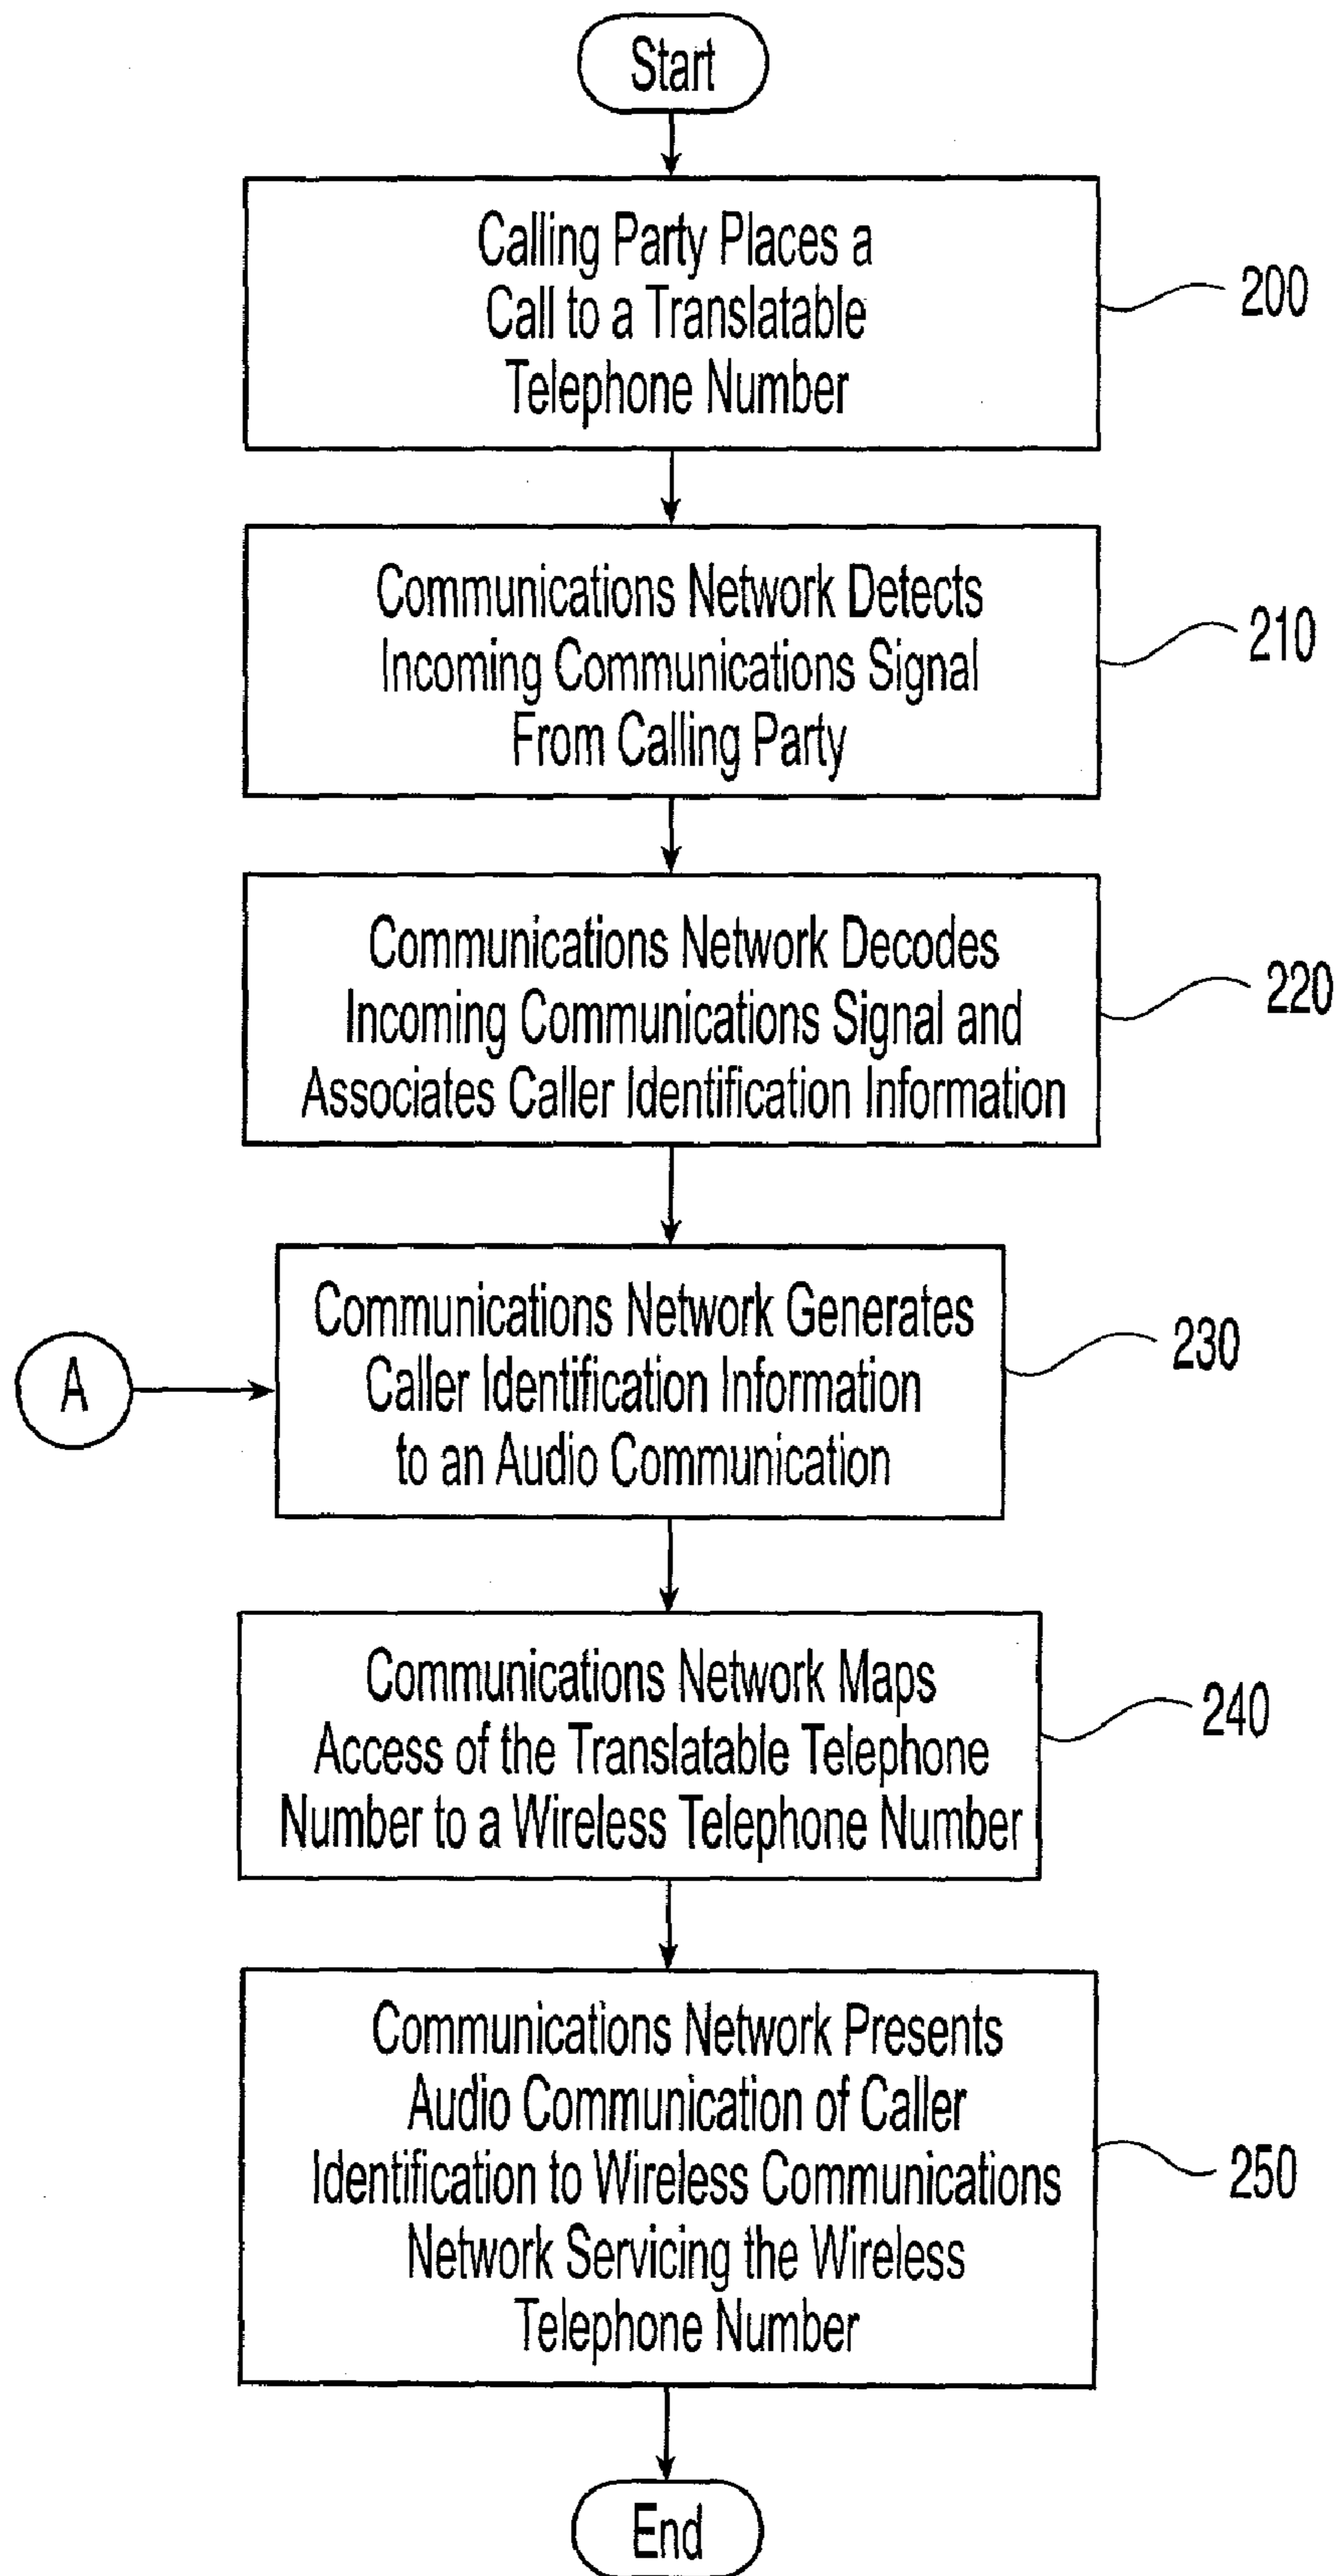 Start
Calling Party Places a
Call to a Translatable
Telephone Number
200
Communications Network Detects
Incoming Communications Signal
From Calling Party
210
Communications Network Decodes
Incoming Communications Signal and
Associates Caller Identification Information
220
Communications Network Generates
Caller Identification Information
to an Audio Communication
230
A
Communications Network Maps
Access of the Translatable Telephone
Number to a Wireless Telephone Number
240
Communications Network Presents
Audio Communication of Caller
Identification to Wireless Communications
Network Servicing the Wireless
Telephone Number
250
End